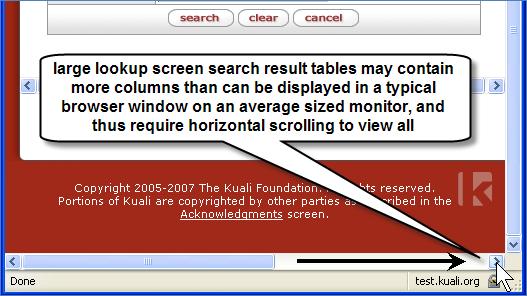 search clear cancel
large lookup screen search result tables may contain
more columns than can be displayed in a typical
browser window on an average sized monitor, and
thus require horizontal scrolling to view all
Copyright 2005-2007 The Kuali Foundation. ghts reserved.
Portions of Kuali are copyrighted by other parties as cribed in the
Acknowledgments screen.
Done test.kuali.org